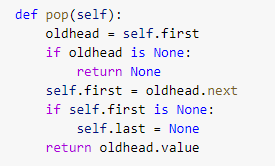 def pop(self):
    oldhead = self.first
    if oldhead is None:
        return None
    self.first = oldhead.next
    if self.first is None:
        self.last = None
    return oldhead.value